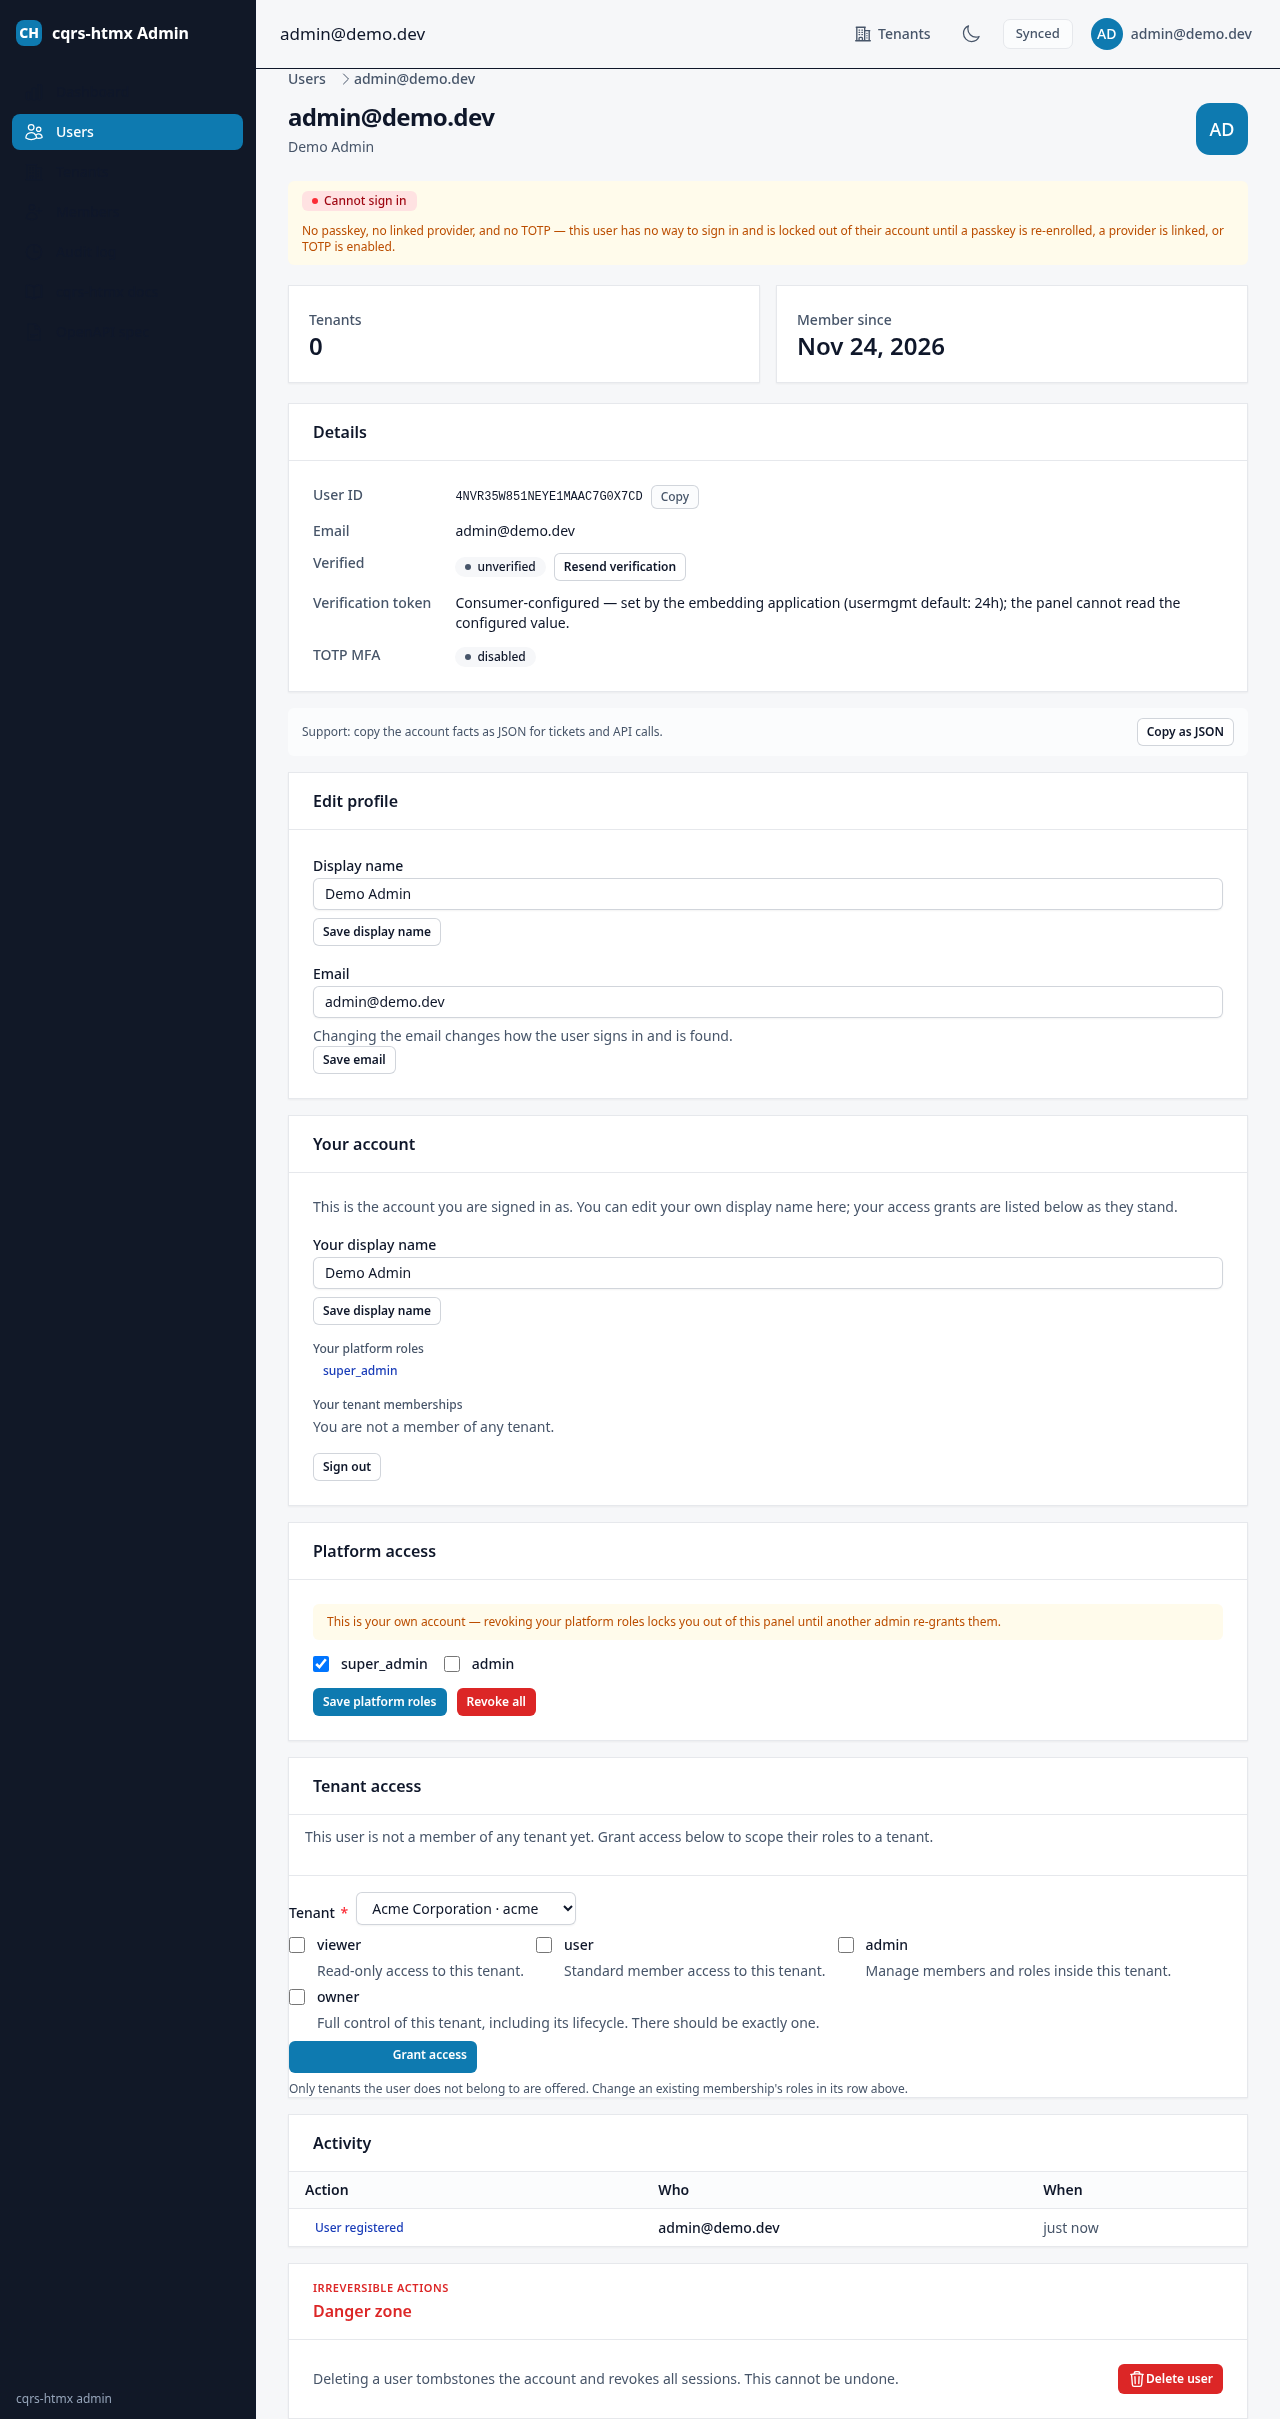 CH cqrs-htmx Admin
Users
cqrs-htmx admin
admin@demo.dev
Tenants
Synced
AD admin@demo.dev
Users admin@demo.dev
admin@demo.dev
Demo Admin
AD
Cannot sign in
No passkey, no linked provider, and no TOTP — this user has no way to sign in and is locked out of their account until a passkey is re-enrolled, a provider is linked, or
TOTP is enabled.
Tenants
0
Member since
Nov 24, 2026
Details
User ID 4NVR35W851NEYE1MAAC7G0X7CD Copy
Email admin@demo.dev
Verified unverified Resend verification
Verification token Consumer-configured — set by the embedding application (usermgmt default: 24h); the panel cannot read the
configured value.
TOTP MFA disabled
Support: copy the account facts as JSON for tickets and API calls. Copy as JSON
Edit profile
Display name
Demo Admin
Save display name
Email
admin@demo.dev
Changing the email changes how the user signs in and is found.
Save email
Your account
This is the account you are signed in as. You can edit your own display name here; your access grants are listed below as they stand.
Your display name
Demo Admin
Save display name
Your platform roles
super_admin
Your tenant memberships
You are not a member of any tenant.
Sign out
Platform access
This is your own account — revoking your platform roles locks you out of this panel until another admin re-grants them.
super_admin admin
Save platform roles Revoke all
Tenant access
This user is not a member of any tenant yet. Grant access below to scope their roles to a tenant.
Tenant * Acme Corporation · acme
viewer user admin
Read-only access to this tenant. Standard member access to this tenant. Manage members and roles inside this tenant.
owner
Full control of this tenant, including its lifecycle. There should be exactly one.
Grant access
Only tenants the user does not belong to are offered. Change an existing membership's roles in its row above.
Activity
Action Who When
User registered admin@demo.dev just now
IRREVERSIBLE ACTIONS
Danger zone
Deleting a user tombstones the account and revokes all sessions. This cannot be undone. Delete user